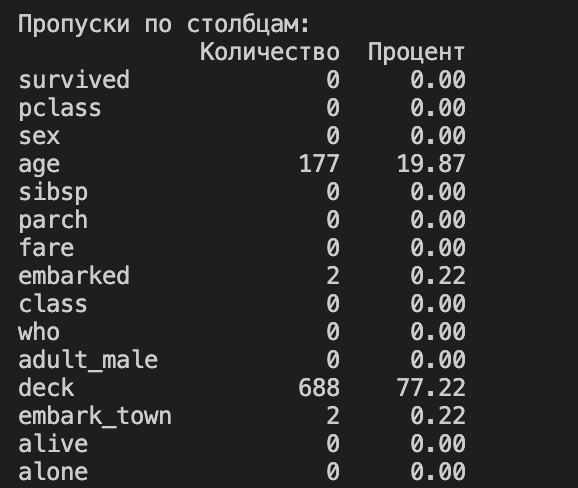 Пропуски по столбцам:
Количество Процент
survived 0 0.00
pclass 0 0.00
sex 0 0.00
age 177 19.87
sibsp 0 0.00
parch 0 0.00
fare 0 0.00
embarked 2 0.22
class 0 0.00
who 0 0.00
adult_male 0 0.00
deck 688 77.22
embark_town 2 0.22
alive 0 0.00
alone 0 0.00